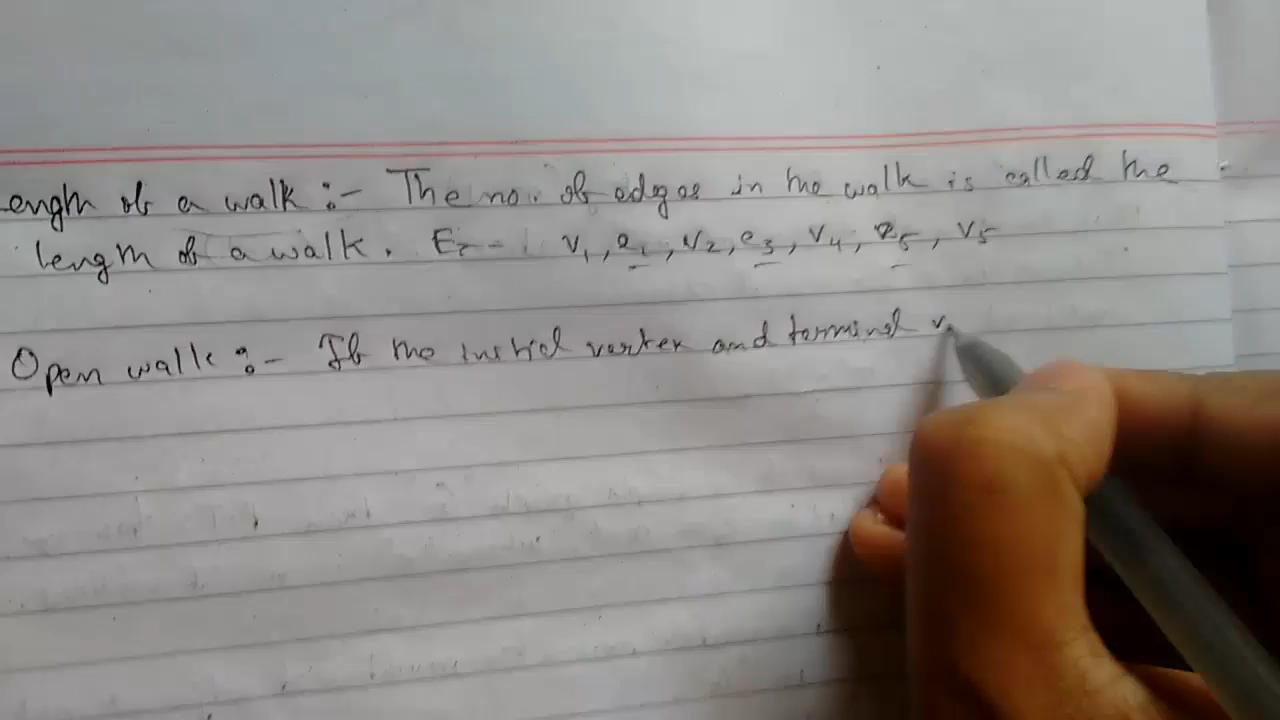 ength of a walk :- The no. of edges in the walk is called the
length of a walk. Ex - v1, e1, v2, e3, v4, e5, v5
Open walk :- If the initial vertex and terminal v